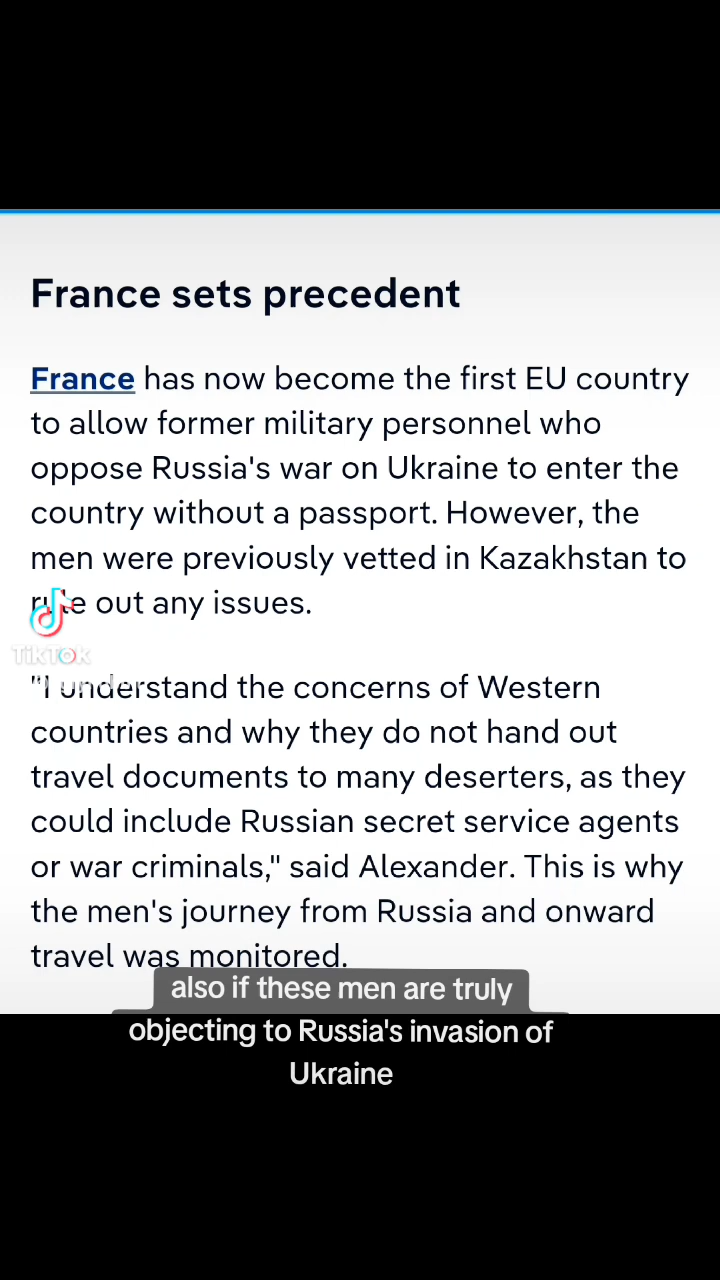 France sets precedent
France has now become the first EU country
to allow former military personnel who
oppose Russia's war on Ukraine to enter the
country without a passport. However, the
men were previously vetted in Kazakhstan to
rule out any issues.
TikTok
"I understand the concerns of Western
countries and why they do not hand out
travel documents to many deserters, as they
could include Russian secret service agents
or war criminals," said Alexander. This is why
the men's journey from Russia and onward
travel was monitored.
also if these men are truly
objecting to Russia's invasion of
Ukraine